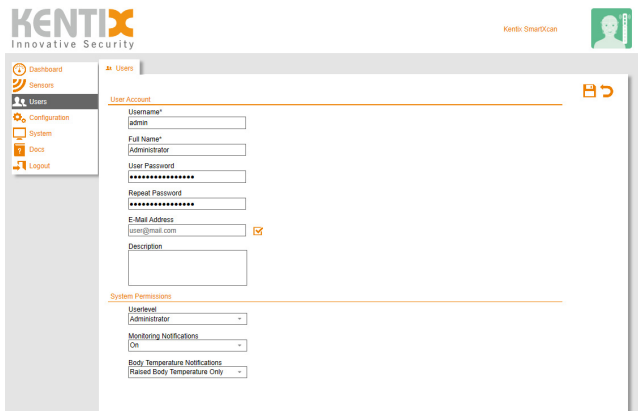 KENTIX
Innovative Security
Kentix SmartXcan
Dashboard
Sensors
Users
Configuration
System
Docs
Logout
Users
User Account
Username*
admin
Full Name*
Administrator
User Password
••••••••••••••••
Repeat Password
••••••••••••••••
E-Mail Address
user@mail.com
Description
System Permissions
Userlevel
Administrator
Monitoring Notifications
On
Body Temperature Notifications
Raised Body Temperature Only